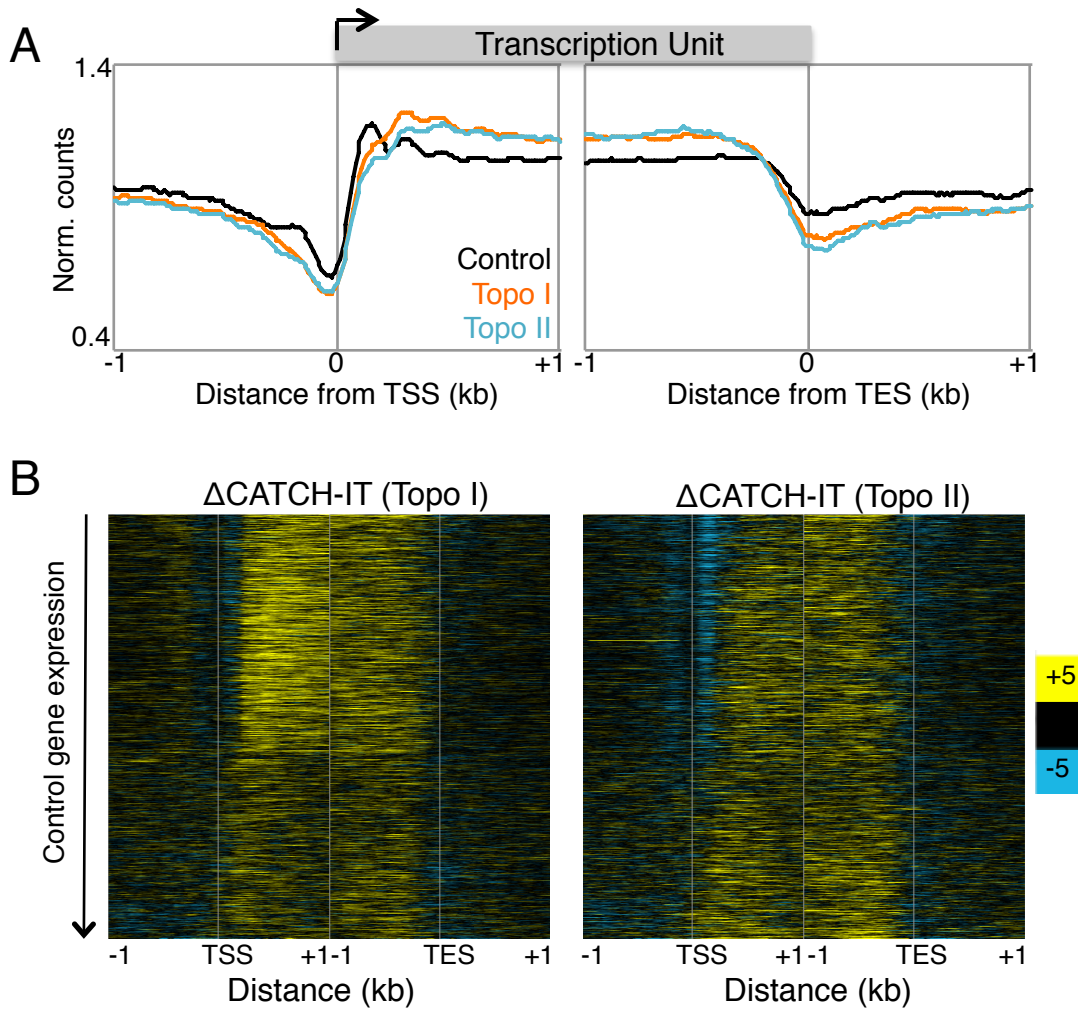 A
Transcription Unit
1.4
Norm. counts
0.4
Control
Topo I
Topo II
-1 0 +1 -1 0 +1
Distance from TSS (kb) Distance from TES (kb)
B
ΔCATCH-IT (Topo I) ΔCATCH-IT (Topo II)
Control gene expression
+5
-5
-1 TSS +1 -1 TES +1 -1 TSS +1 -1 TES +1
Distance (kb) Distance (kb)